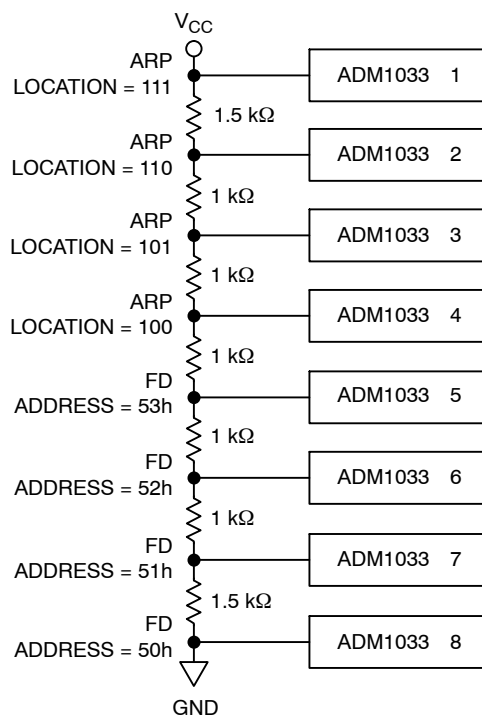 VCC
ARP
LOCATION = 111
ADM1033 1
1.5 kΩ
ARP
LOCATION = 110
ADM1033 2
1 kΩ
ARP
LOCATION = 101
ADM1033 3
1 kΩ
ARP
LOCATION = 100
ADM1033 4
1 kΩ
FD
ADDRESS = 53h
ADM1033 5
1 kΩ
FD
ADDRESS = 52h
ADM1033 6
1 kΩ
FD
ADDRESS = 51h
ADM1033 7
1.5 kΩ
FD
ADDRESS = 50h
ADM1033 8
GND